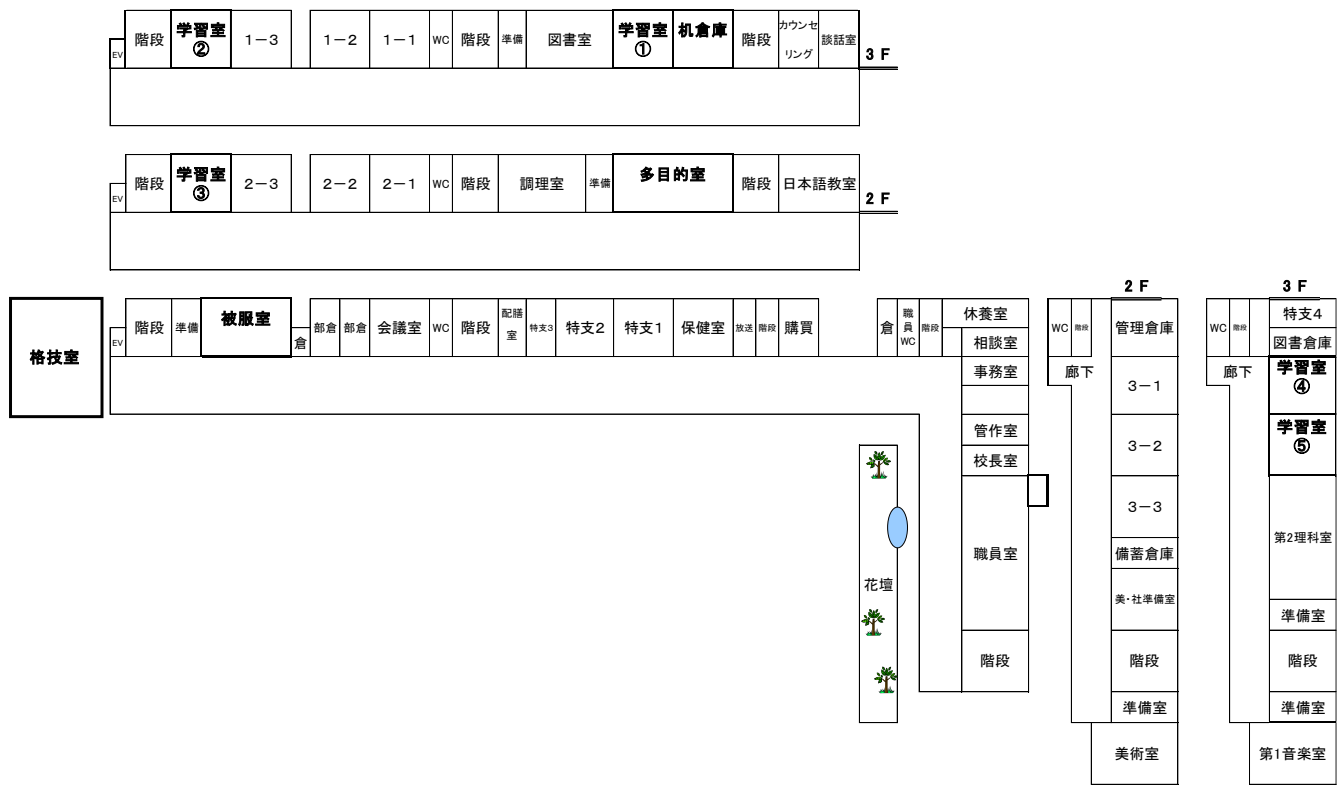 EV
階段
学習室
②
1-3
1-2
1-1
WC
階段
準備
図書室
学習室
①
机倉庫
階段
カウンセ
リング
談話室
3 F
EV
階段
学習室
③
2-3
2-2
2-1
WC
階段
調理室
準備
多目的室
階段
日本語教室
2 F
格技室
EV
階段
準備
被服室
倉
部倉
部倉
会議室
WC
階段
配膳
室
特支3
特支2
特支1
保健室
放送
階段
購買
倉
職
員
WC
階段
休養室
相談室
事務室
管作室
校長室
職員室
階段
花壇
2 F
WC
階段
管理倉庫
廊下
3-1
3-2
3-3
備蓄倉庫
美・社準備室
階段
準備室
美術室
3 F
WC
階段
特支4
図書倉庫
廊下
学習室
④
学習室
⑤
第2理科室
準備室
階段
準備室
第1音楽室